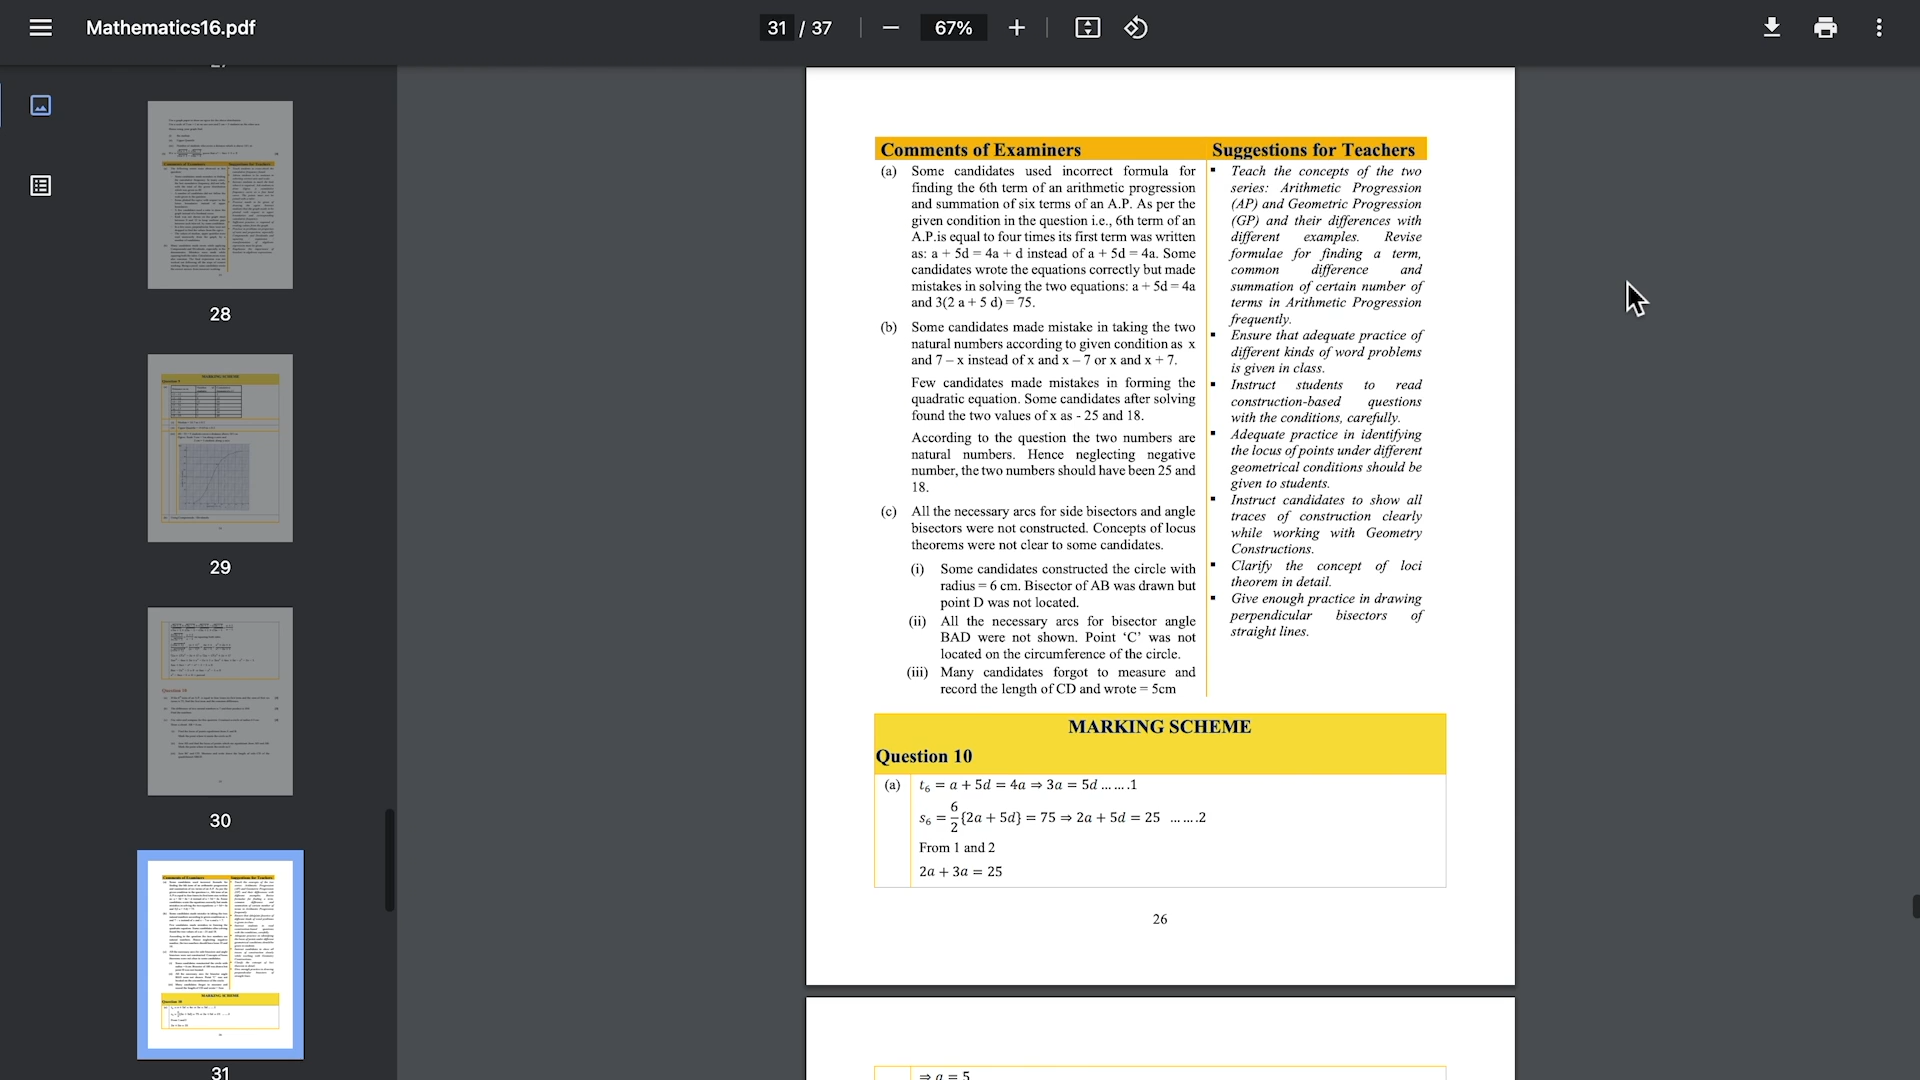 Mathematics16.pdf
31 / 37
67%
28
29
30
31
Comments of Examiners
Suggestions for Teachers
(a) Some candidates used incorrect formula for
finding the 6th term of an arithmetic progression
and summation of six terms of an A.P. As per the
given condition in the question i.e., 6th term of an
A.P.is equal to four times its first term was written
as: a + 5d = 4a + d instead of a + 5d = 4a. Some
candidates wrote the equations correctly but made
mistakes in solving the two equations: a + 5d = 4a
and 3(2 a + 5 d) = 75.
(b) Some candidates made mistake in taking the two
natural numbers according to given condition as x
and 7 – x instead of x and x – 7 or x and x + 7.
Few candidates made mistakes in forming the
quadratic equation. Some candidates after solving
found the two values of x as - 25 and 18.
According to the question the two numbers are
natural numbers. Hence neglecting negative
number, the two numbers should have been 25 and
18.
(c) All the necessary arcs for side bisectors and angle
bisectors were not constructed. Concepts of locus
theorems were not clear to some candidates.
(i) Some candidates constructed the circle with
radius = 6 cm. Bisector of AB was drawn but
point D was not located.
(ii) All the necessary arcs for bisector angle
BAD were not shown. Point ‘C’ was not
located on the circumference of the circle.
(iii) Many candidates forgot to measure and
record the length of CD and wrote = 5cm
▪ Teach the concepts of the two
series: Arithmetic Progression
(AP) and Geometric Progression
(GP) and their differences with
different examples. Revise
formulae for finding a term,
common difference and
summation of certain number of
terms in Arithmetic Progression
frequently.
▪ Ensure that adequate practice of
different kinds of word problems
is given in class.
▪ Instruct students to read
construction-based questions
with the conditions, carefully.
▪ Adequate practice in identifying
the locus of points under different
geometrical conditions should be
given to students.
▪ Instruct candidates to show all
traces of construction clearly
while working with Geometry
Constructions.
▪ Clarify the concept of loci
theorem in detail.
▪ Give enough practice in drawing
perpendicular bisectors of
straight lines.
MARKING SCHEME
Question 10
(a) t₆ = a + 5d = 4a ⇒ 3a = 5d … … .1
s₆ = 6/2 {2a + 5d} = 75 ⇒ 2a + 5d = 25 … … .2
From 1 and 2
2a + 3a = 25
26
⇒ a = 5